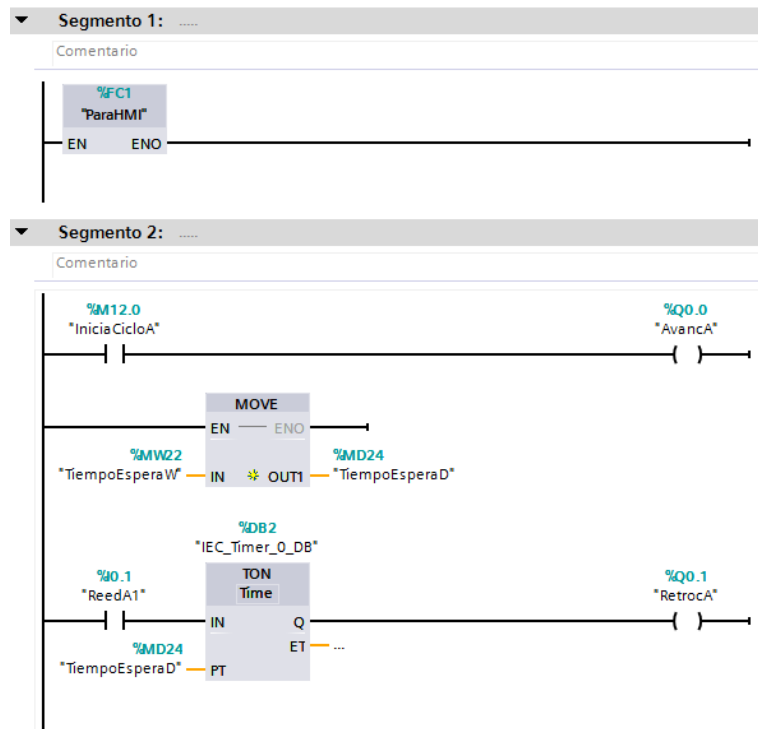 Segmento 1: .....
Comentario
%FC1
"ParaHMI"
EN ENO
Segmento 2: .....
Comentario
%M12.0 %Q0.0
"IniciaCicloA" "AvancA"
MOVE
EN ENO
%MW22 %MD24
"TiempoEsperaW" IN OUT1 "TiempoEsperaD"
%DB2
"IEC_Timer_0_DB"
%I0.1 TON %Q0.1
"ReedA1" Time "RetrocA"
IN Q
%MD24 ET ...
"TiempoEsperaD" PT